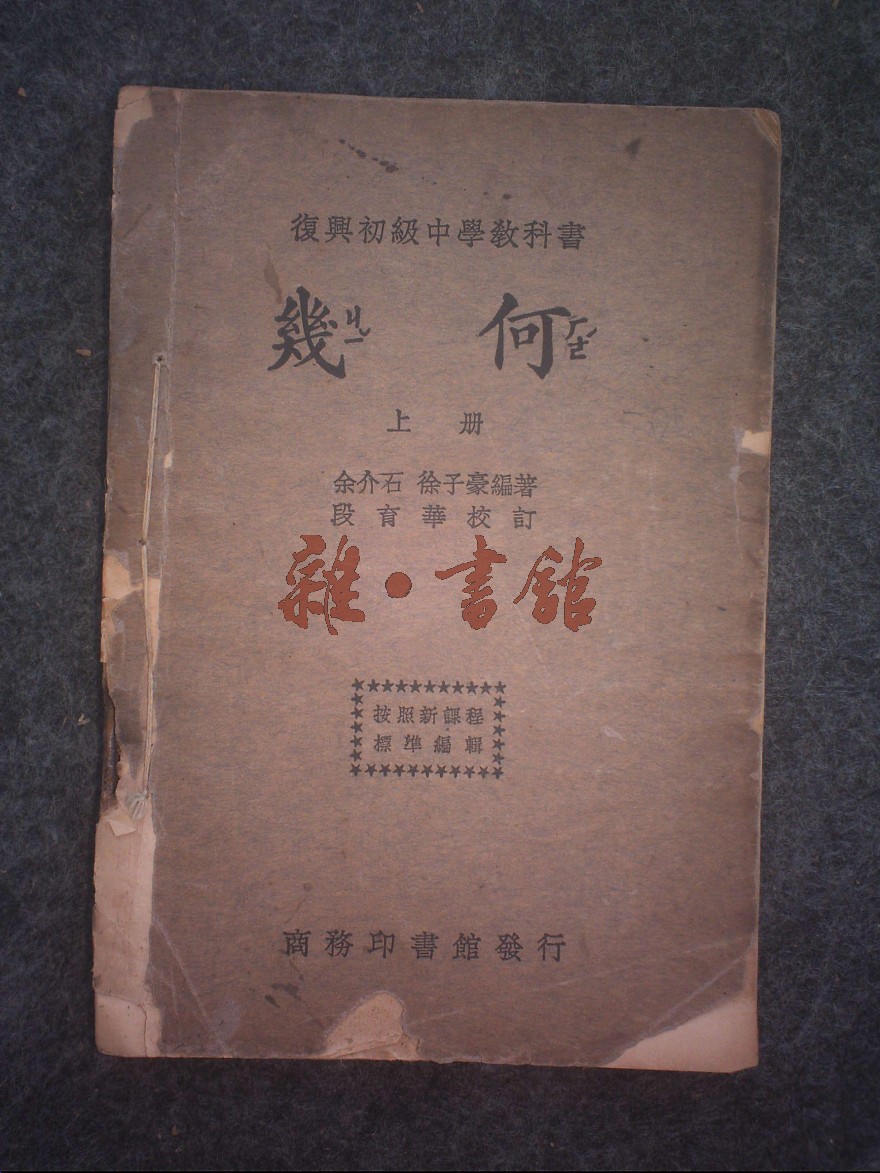 復興初級中學教科書
幾ㄐㄧˇ 何ㄏㄜˊ
上册
余介石 徐子豪編著
段育華校訂
雜·書館
按照新課程
標準編輯
商務印書館發行